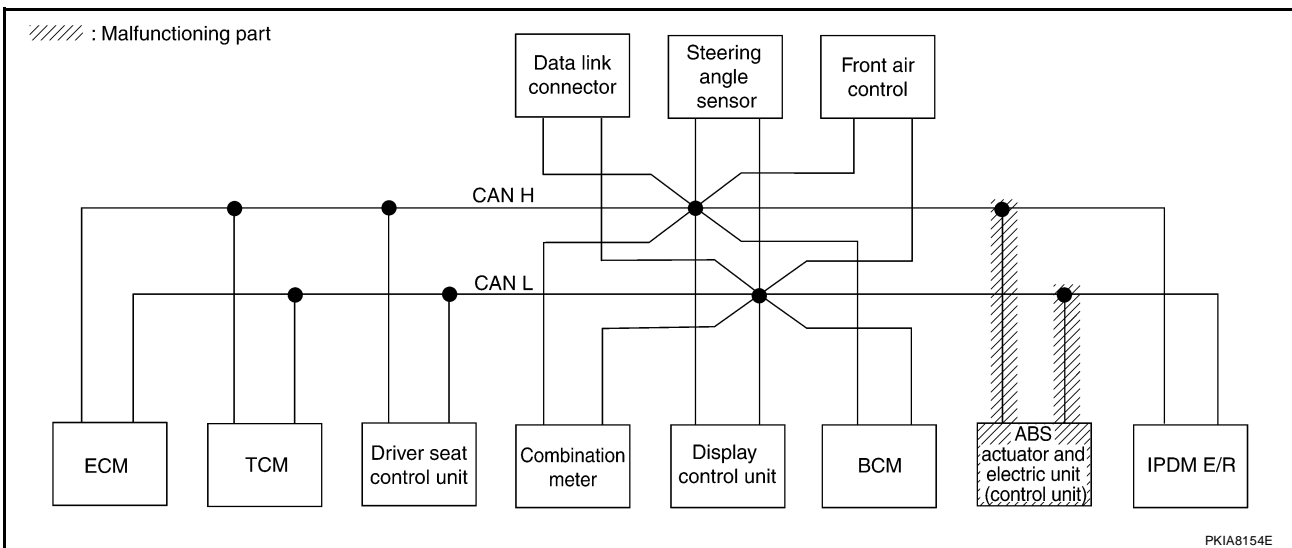 : Malfunctioning part
Data link
connector
Steering
angle
sensor
Front air
control
CAN H
CAN L
ECM
TCM
Driver seat
control unit
Combination
meter
Display
control unit
BCM
ABS
actuator and
electric unit
(control unit)
IPDM E/R
PKIA8154E